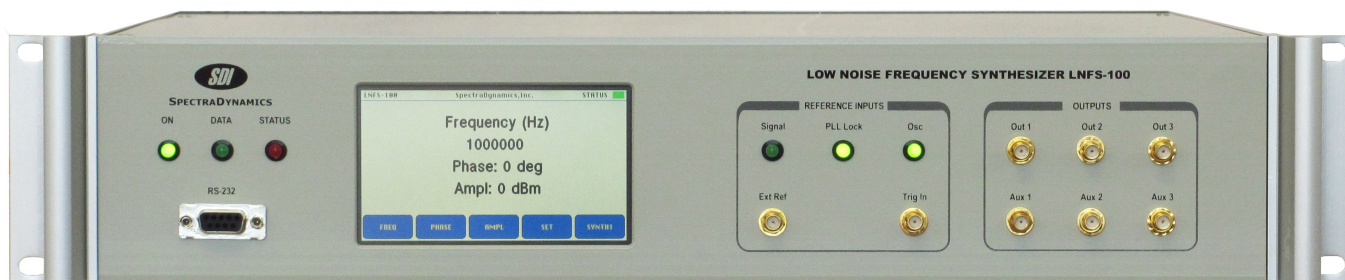 SDI
SPECTRADYNAMICS
ON DATA STATUS
RS-232
LNFS-100 SpectraDynamics,Inc. STATUS
Frequency (Hz)
1000000
Phase: 0 deg
Ampl: 0 dBm
FREQ PHASE AMPL SET SYNTH1
LOW NOISE FREQUENCY SYNTHESIZER LNFS-100
REFERENCE INPUTS
Signal PLL Lock Osc
Ext Ref Trig In
OUTPUTS
Out 1 Out 2 Out 3
Aux 1 Aux 2 Aux 3